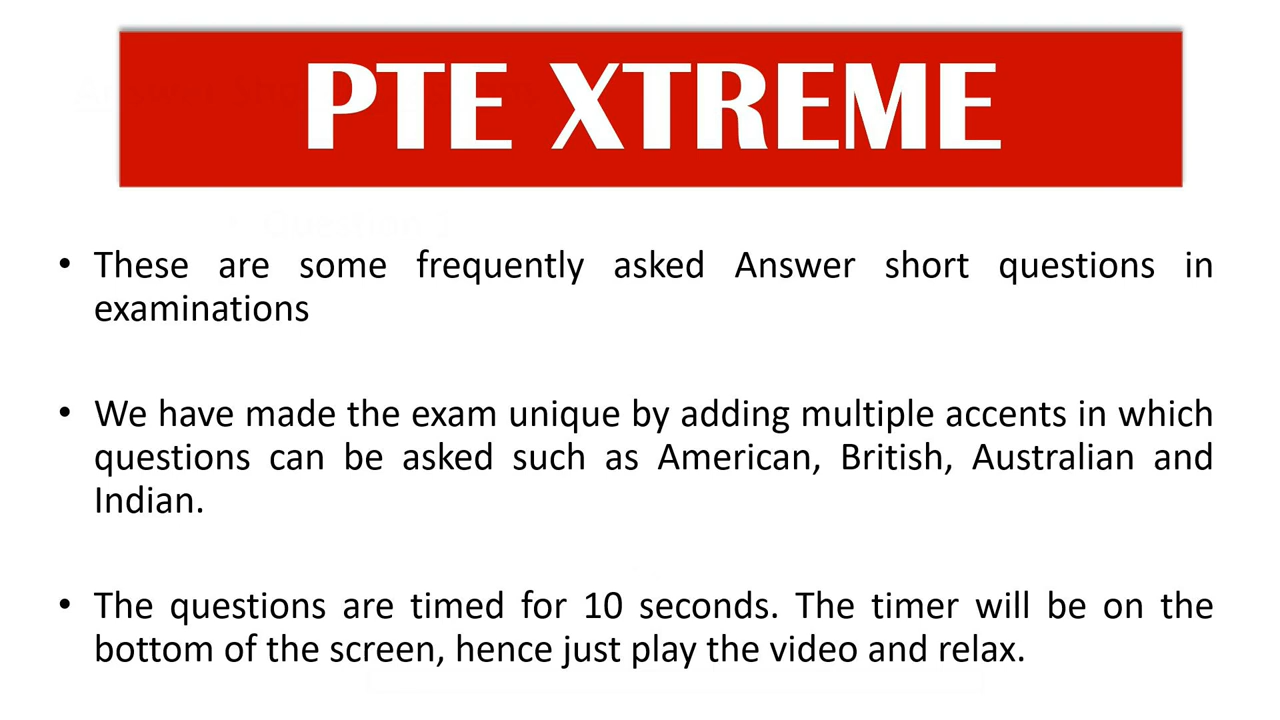 PTE XTREME
• These are some frequently asked Answer short questions in
examinations
• We have made the exam unique by adding multiple accents in which
questions can be asked such as American, British, Australian and
Indian.
• The questions are timed for 10 seconds. The timer will be on the
bottom of the screen, hence just play the video and relax.